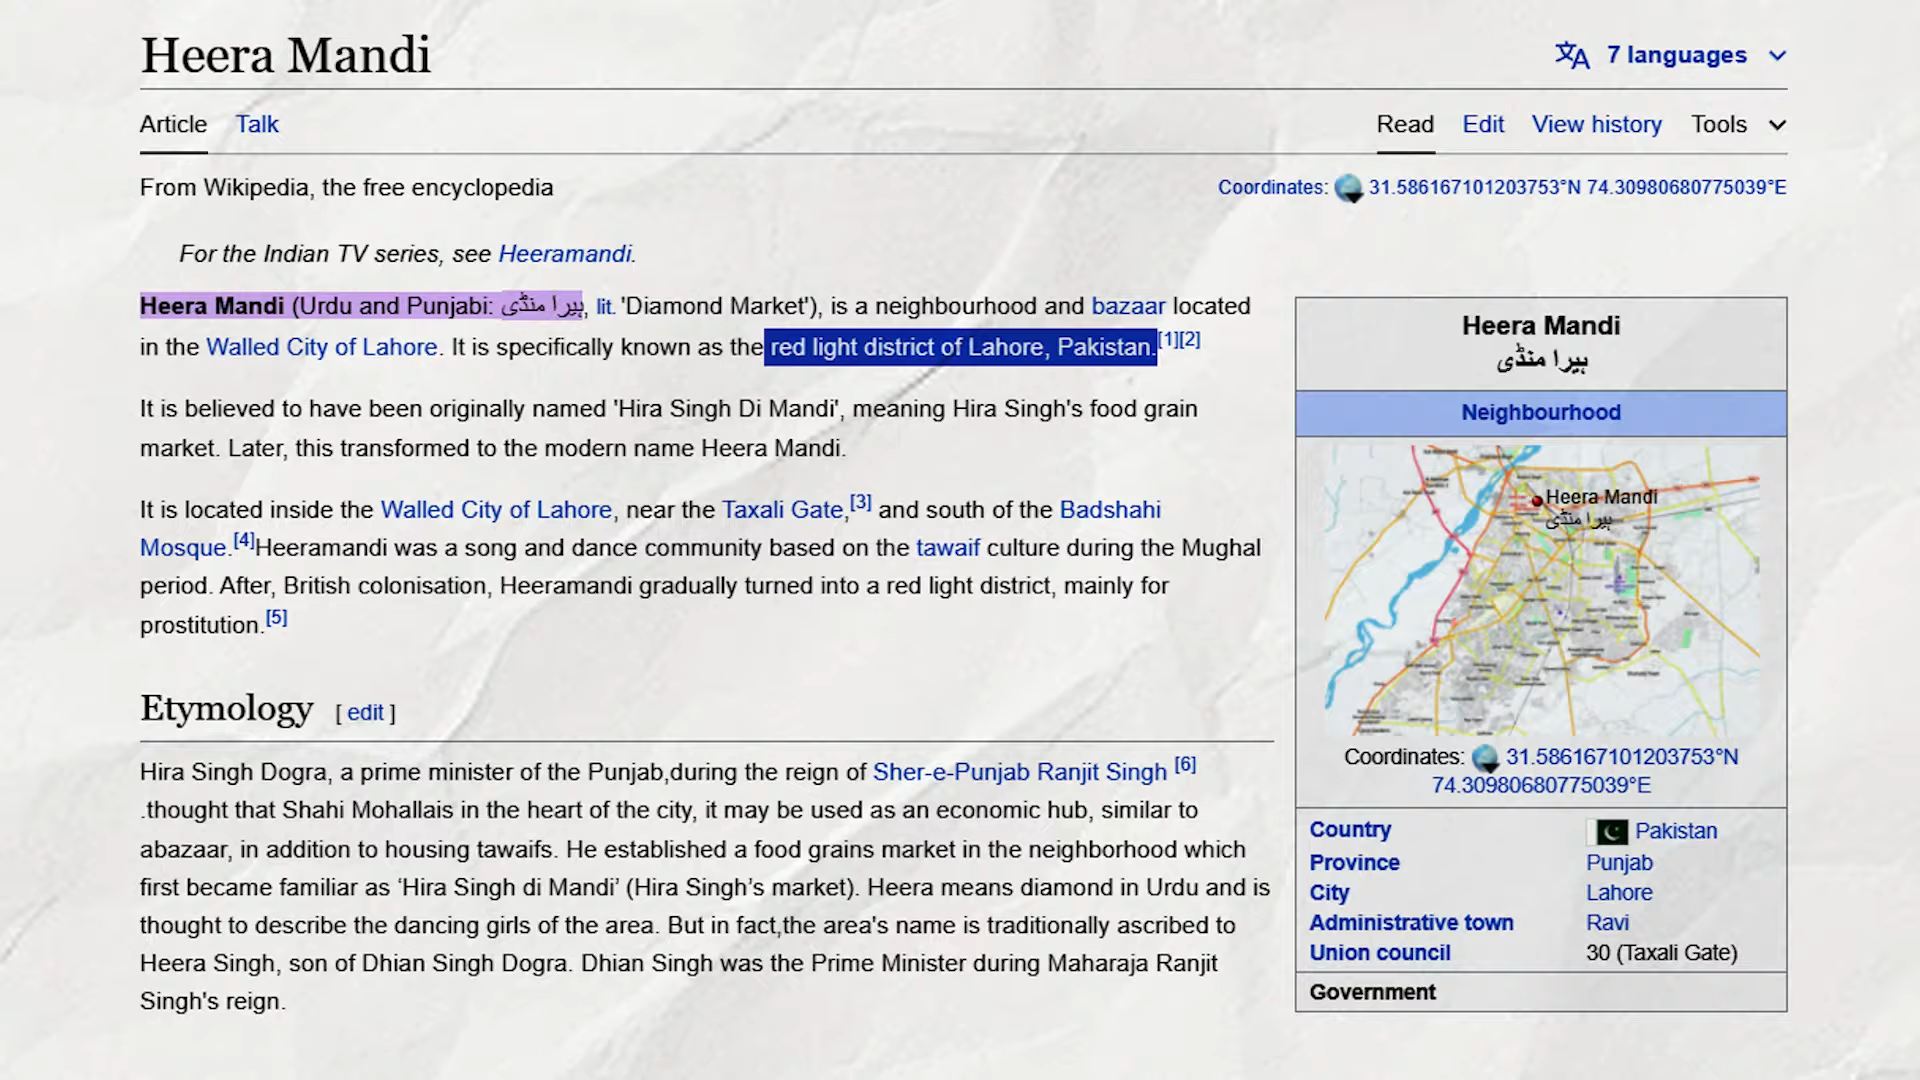 Heera Mandi
7 languages
Article Talk
Read Edit View history Tools
From Wikipedia, the free encyclopedia
Coordinates: 31.586167101203753°N 74.30980680775039°E
For the Indian TV series, see Heeramandi.
Heera Mandi (Urdu and Punjabi: ہیرا منڈی, lit. 'Diamond Market'), is a neighbourhood and bazaar located
in the Walled City of Lahore. It is specifically known as the red light district of Lahore, Pakistan.[1][2]
It is believed to have been originally named 'Hira Singh Di Mandi', meaning Hira Singh's food grain
market. Later, this transformed to the modern name Heera Mandi.
It is located inside the Walled City of Lahore, near the Taxali Gate,[3] and south of the Badshahi
Mosque.[4]Heeramandi was a song and dance community based on the tawaif culture during the Mughal
period. After, British colonisation, Heeramandi gradually turned into a red light district, mainly for
prostitution.[5]
Etymology [ edit ]
Hira Singh Dogra, a prime minister of the Punjab,during the reign of Sher-e-Punjab Ranjit Singh [6]
.thought that Shahi Mohallais in the heart of the city, it may be used as an economic hub, similar to
abazaar, in addition to housing tawaifs. He established a food grains market in the neighborhood which
first became familiar as ‘Hira Singh di Mandi’ (Hira Singh’s market). Heera means diamond in Urdu and is
thought to describe the dancing girls of the area. But in fact,the area's name is traditionally ascribed to
Heera Singh, son of Dhian Singh Dogra. Dhian Singh was the Prime Minister during Maharaja Ranjit
Singh's reign.
Heera Mandi
ہیرا منڈی
Neighbourhood
Heera Mandi
ہیرا منڈی
Coordinates: 31.586167101203753°N
74.30980680775039°E
Country Pakistan
Province Punjab
City Lahore
Administrative town Ravi
Union council 30 (Taxali Gate)
Government